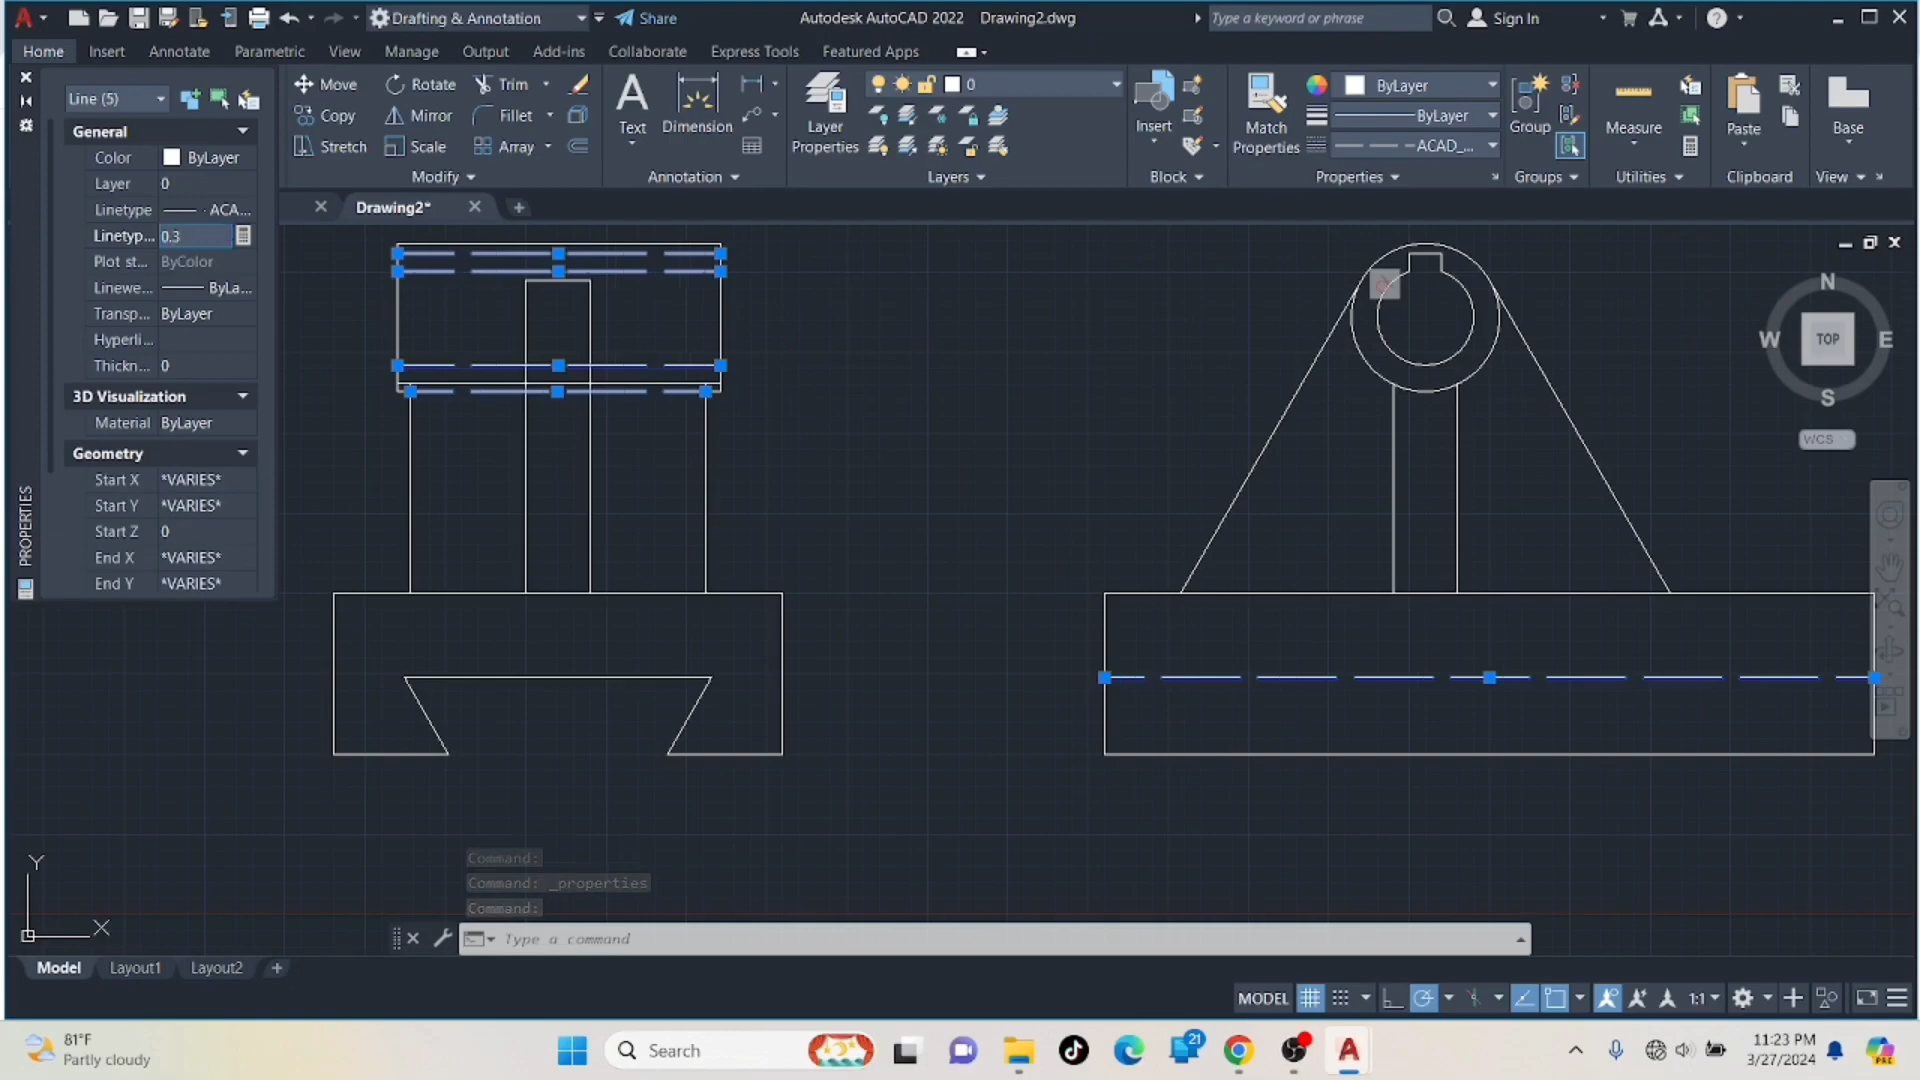 Drafting & Annotation
Share
Autodesk AutoCAD 2022 Drawing2.dwg
Type a keyword or phrase
Sign In
Home Insert Annotate Parametric View Manage Output Add-ins Collaborate Express Tools Featured Apps
Line (5)
General
Color ByLayer
Layer 0
Linetype ACA...
Linetyp... 0.3
Plot st... ByColor
Linewe... ByLa...
Transp... ByLayer
Hyperli...
Thickn... 0
3D Visualization
Material ByLayer
Geometry
Start X *VARIES*
Start Y *VARIES*
Start Z 0
End X *VARIES*
End Y *VARIES*
PROPERTIES
Move Rotate Trim
Copy Mirror Fillet
Stretch Scale Array
Modify
Text
Dimension
Annotation
Layer
Properties
0
Layers
Insert
Block
Match
Properties
ByLayer
ByLayer
ACAD_...
Properties
Group
Groups
Measure
Utilities
Paste
Clipboard
Base
View
Drawing2*
N
W TOP E
S
WCS
Y
X
Command:
Command: _properties
Command:
Type a command
Model Layout1 Layout2
MODEL
1:1
81°F
Partly cloudy
Search
21
11:23 PM
3/27/2024
PRE